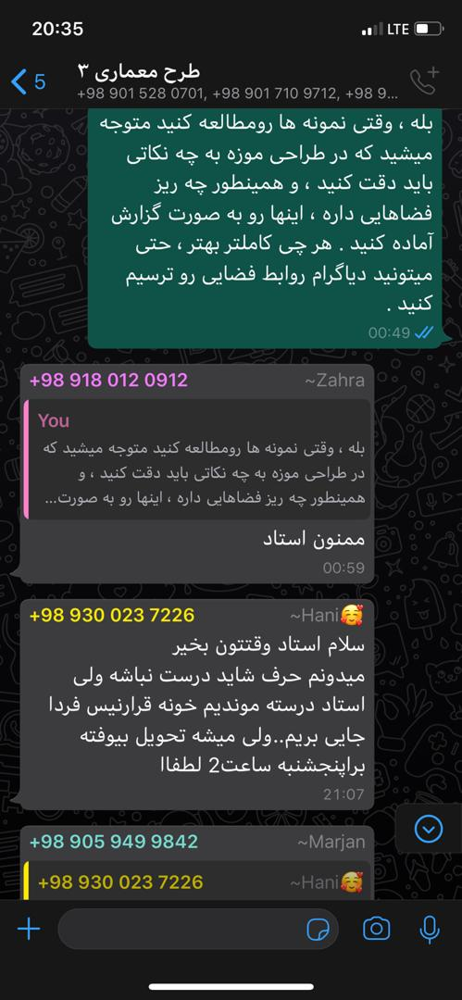 20:35
LTE
5
طرح معماری ۳
+98 901 528 0701, +98 901 710 9712, +98 9...
بله ، وقتی نمونه ها رومطالعه کنید متوجه
میشید که در طراحی موزه به چه نکاتی
باید دقت کنید ، و همینطور چه ریز
فضاهایی داره ، اینها رو به صورت گزارش
آماده کنید . هر چی کاملتر بهتر ، حتی
میتونید دیاگرام روابط فضایی رو ترسیم
کنید .
00:49
+98 918 012 0912 ~Zahra
You
بله ، وقتی نمونه ها رومطالعه کنید متوجه میشید که
در طراحی موزه به چه نکاتی باید دقت کنید ، و
همینطور چه ریز فضاهایی داره ، اینها رو به صورت...
ممنون استاد
00:59
+98 930 023 7226 ~Hani🥰
سلام استاد وقتتون بخیر
میدونم حرف شاید درست نباشه ولی
استاد درسته موندیم خونه قرارنیس فردا
جایی بریم..ولی میشه تحویل بیوفته
براپنجشنبه ساعت2 لطفاا
21:07
+98 905 949 9842 ~Marjan
+98 930 023 7226 ~Hani🥰